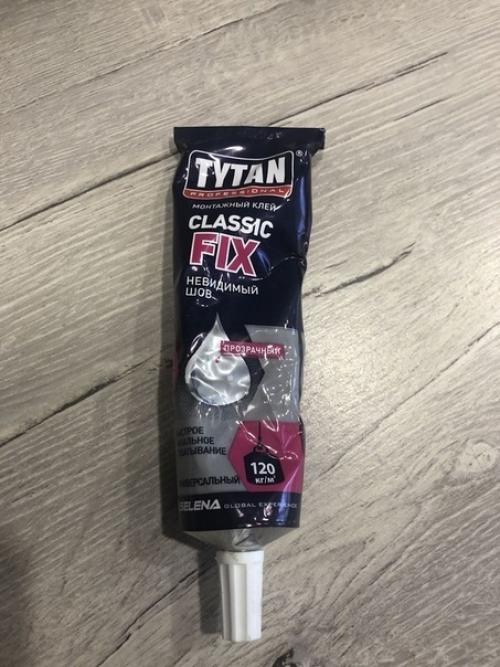 TYTAN®
PROFESSIONAL
МОНТАЖНЫЙ КЛЕЙ
CLASSIC
FIX
НЕВИДИМЫЙ
ШОВ
ПРОЗРАЧНЫЙ
120
КГ/М²
SELENA GLOBAL EXPERIENCE